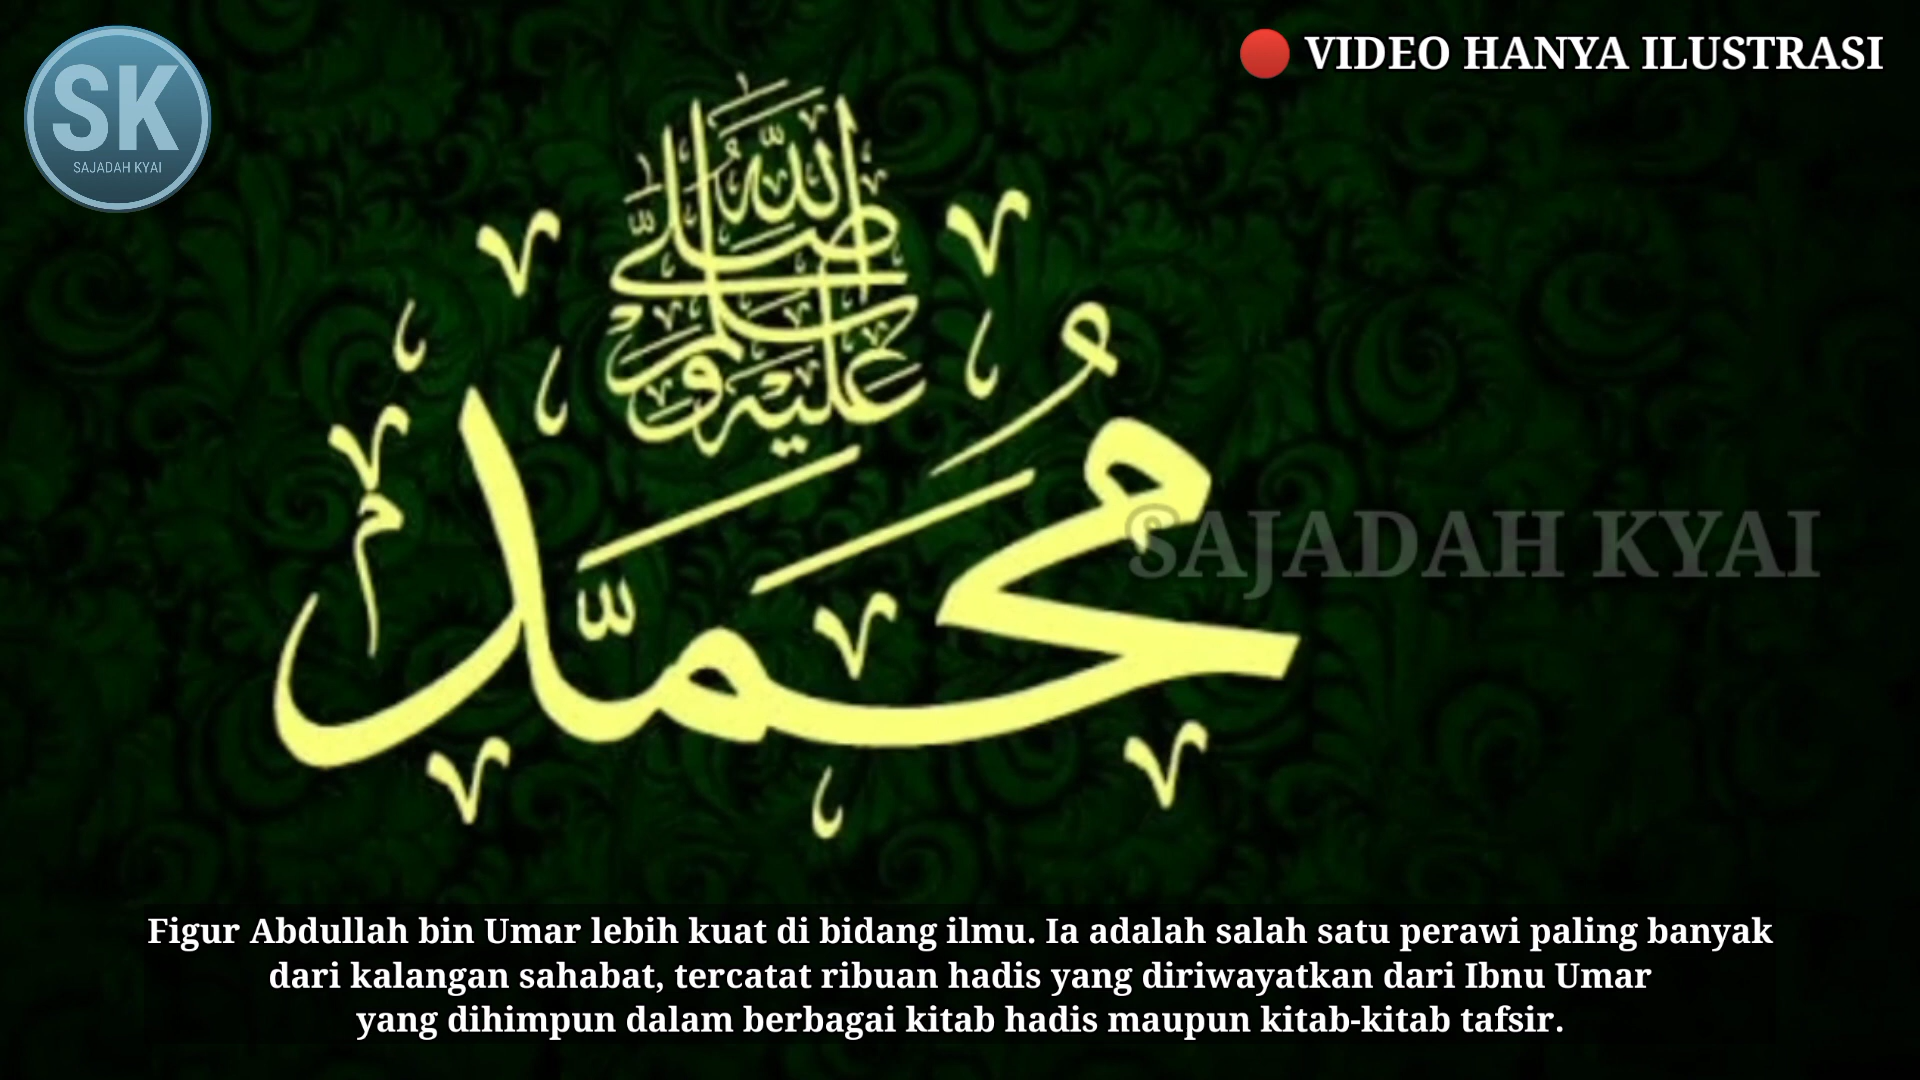 SK
SAJADAH KYAI
VIDEO HANYA ILUSTRASI
صلى الله
عليه وسلم
مُحَمَّد
SAJADAH KYAI
Figur Abdullah bin Umar lebih kuat di bidang ilmu. Ia adalah salah satu perawi paling banyak
dari kalangan sahabat, tercatat ribuan hadis yang diriwayatkan dari Ibnu Umar
yang dihimpun dalam berbagai kitab hadis maupun kitab-kitab tafsir.